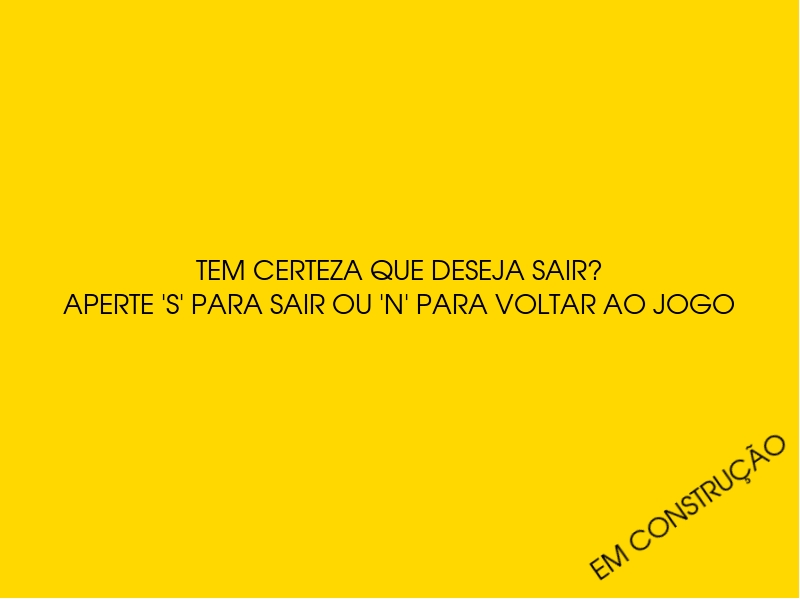 TEM CERTEZA QUE DESEJA SAIR?
APERTE 'S' PARA SAIR OU 'N' PARA VOLTAR AO JOGO
EM CONSTRUÇÃO